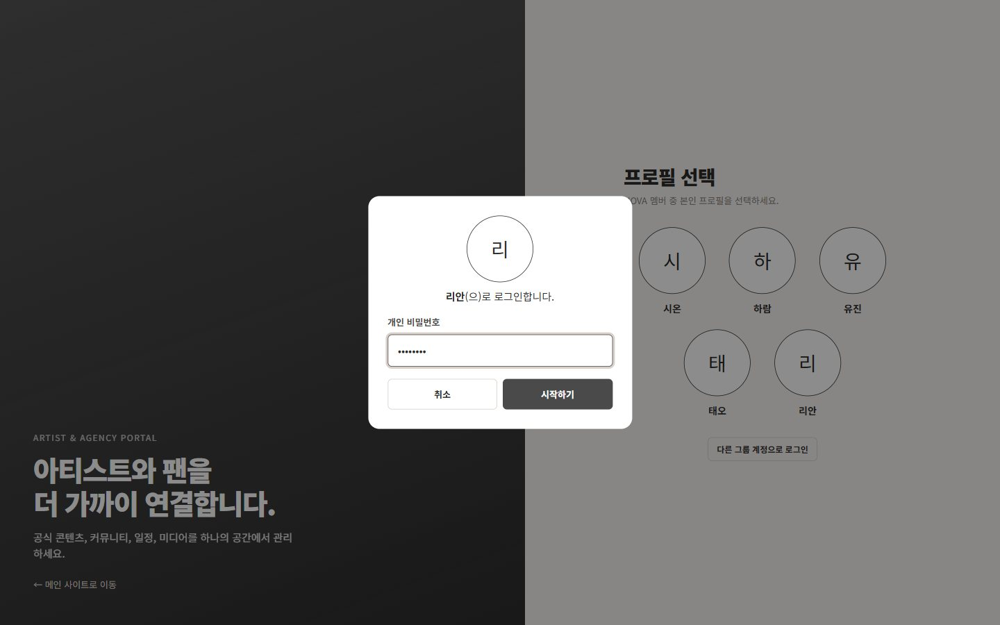 ARTIST & AGENCY PORTAL
아티스트와 팬을
더 가까이 연결합니다.
공식 콘텐츠, 커뮤니티, 일정, 미디어를 하나의 공간에서 관리
하세요.
← 메인 사이트로 이동
리
리안(으)로 로그인합니다.
개인 비밀번호
••••••••
취소
시작하기
프로필 선택
멤버 중 본인 프로필을 선택하세요.
시
하
유
시온
하람
유진
태
리
태오
리안
다른 그룹 계정으로 로그인